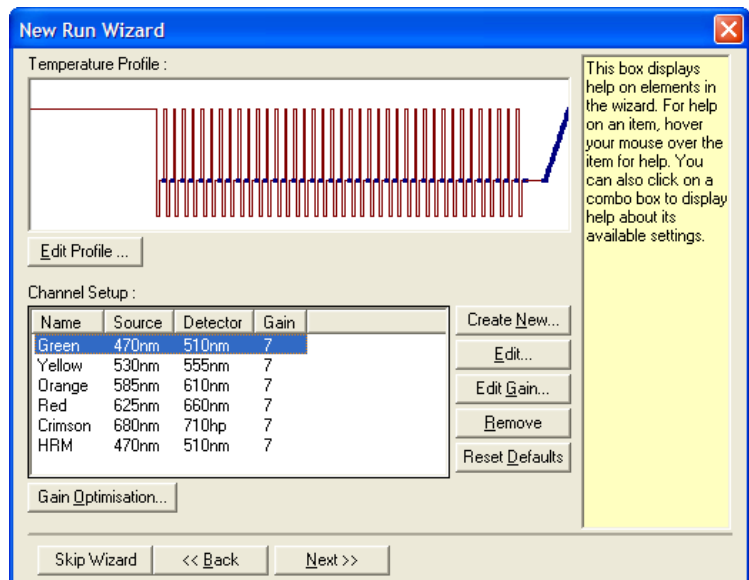 New Run Wizard
Temperature Profile :
Edit Profile ...
Channel Setup :
Name Source Detector Gain
Green 470nm 510nm 7
Yellow 530nm 555nm 7
Orange 585nm 610nm 7
Red 625nm 660nm 7
Crimson 680nm 710hp 7
HRM 470nm 510nm 7
Create New...
Edit...
Edit Gain...
Remove
Reset Defaults
Gain Optimisation...
This box displays
help on elements in
the wizard. For help
on an item, hover
your mouse over the
item for help. You
can also click on a
combo box to display
help about its
available settings.
Skip Wizard
<< Back
Next >>